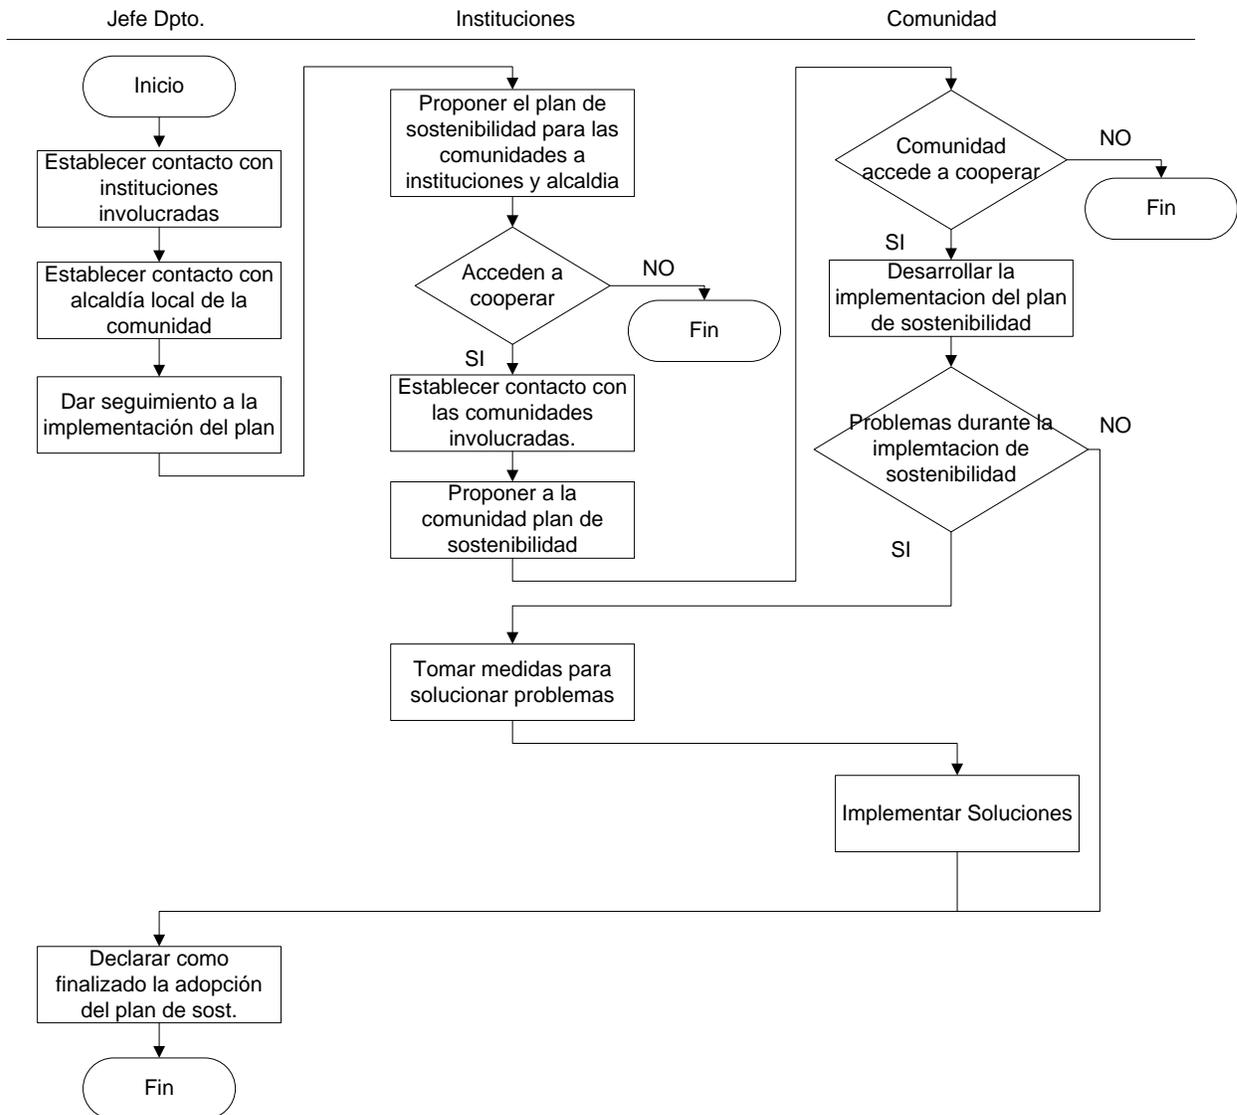 Jefe Dpto.
Instituciones
Comunidad
Inicio
Establecer contacto con
instituciones
involucradas
Establecer contacto con
alcaldía local de la
comunidad
Dar seguimiento a la
implementación del plan
Proponer el plan de
sostenibilidad para las
comunidades a
instituciones y alcaldia
Acceden a
cooperar
NO
Fin
SI
Establecer contacto con
las comunidades
involucradas.
Proponer a la
comunidad plan de
sostenibilidad
Comunidad
accede a cooperar
NO
Fin
SI
Desarrollar la
implementacion del plan
de sostenibilidad
Problemas durante la
implemtacion de
sostenibilidad
NO
SI
Tomar medidas para
solucionar problemas
Implementar Soluciones
Declarar como
finalizado la adopción
del plan de sost.
Fin